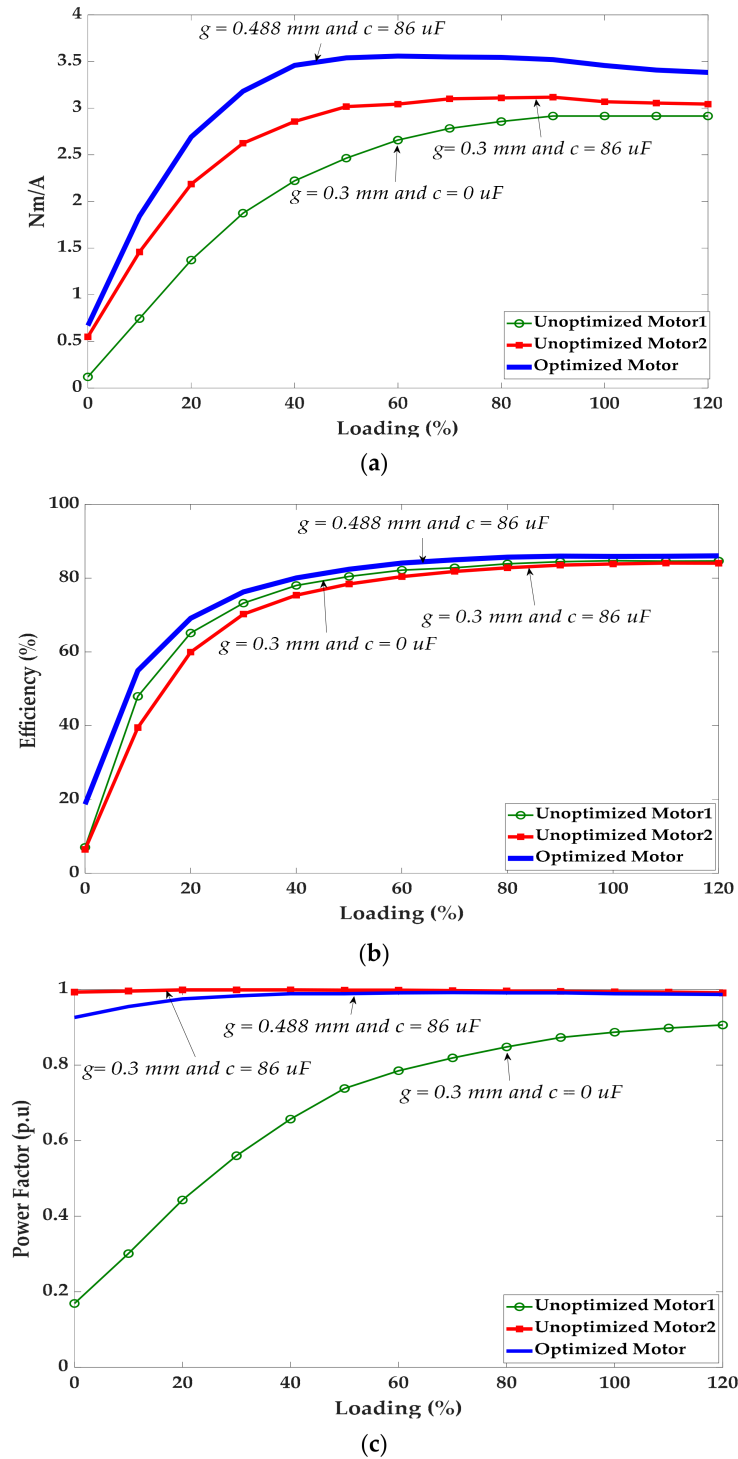 4
3.5
3
2.5
2
1.5
1
0.5
0
Nm/A
g = 0.488 mm and c = 86 uF
g= 0.3 mm and c = 86 uF
g = 0.3 mm and c = 0 uF
Unoptimized Motor1
Unoptimized Motor2
Optimized Motor
0 20 40 60 80 100 120
Loading (%)
(a)
100
80
60
40
20
0
Efficiency (%)
g = 0.488 mm and c = 86 uF
g = 0.3 mm and c = 86 uF
g = 0.3 mm and c = 0 uF
Unoptimized Motor1
Unoptimized Motor2
Optimized Motor
0 20 40 60 80 100 120
Loading (%)
(b)
1
0.8
0.6
0.4
0.2
0
Power Factor (p.u)
g = 0.488 mm and c = 86 uF
g= 0.3 mm and c = 86 uF
g = 0.3 mm and c = 0 uF
Unoptimized Motor1
Unoptimized Motor2
Optimized Motor
0 20 40 60 80 100 120
Loading (%)
(c)